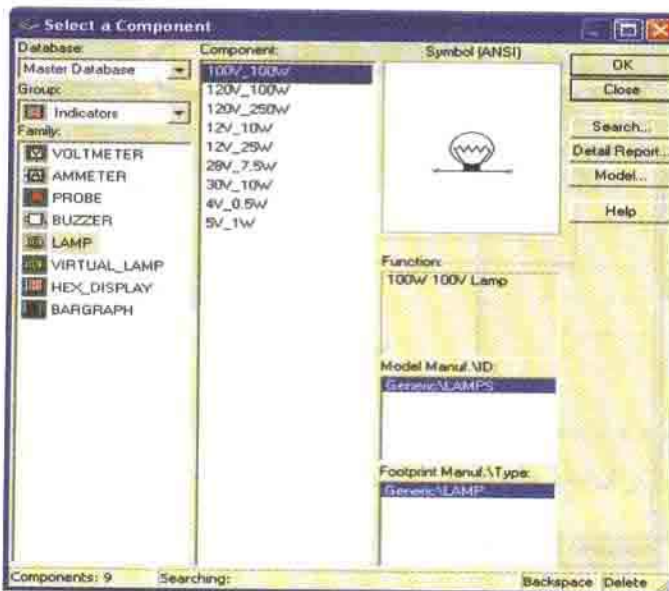 Select a Component
Database:
Master Database
Group:
Indicators
Family:
VOLTMETER
AMMETER
PROBE
BUZZER
LAMP
VIRTUAL_LAMP
HEX_DISPLAY
BARGRAPH
Component:
100V_100W
120V_100W
120V_250W
12V_10W
12V_25W
28V_7.5W
30V_10W
4V_0.5W
5V_1W
Symbol (ANSI)
Function:
100W 100V Lamp
Model Manuf.\ID:
Generic\LAMPS
Footprint Manuf.\Type:
Generic\LAMP
OK
Close
Search...
Detail Report...
Model...
Help
Components: 9
Searching:
Backspace
Delete